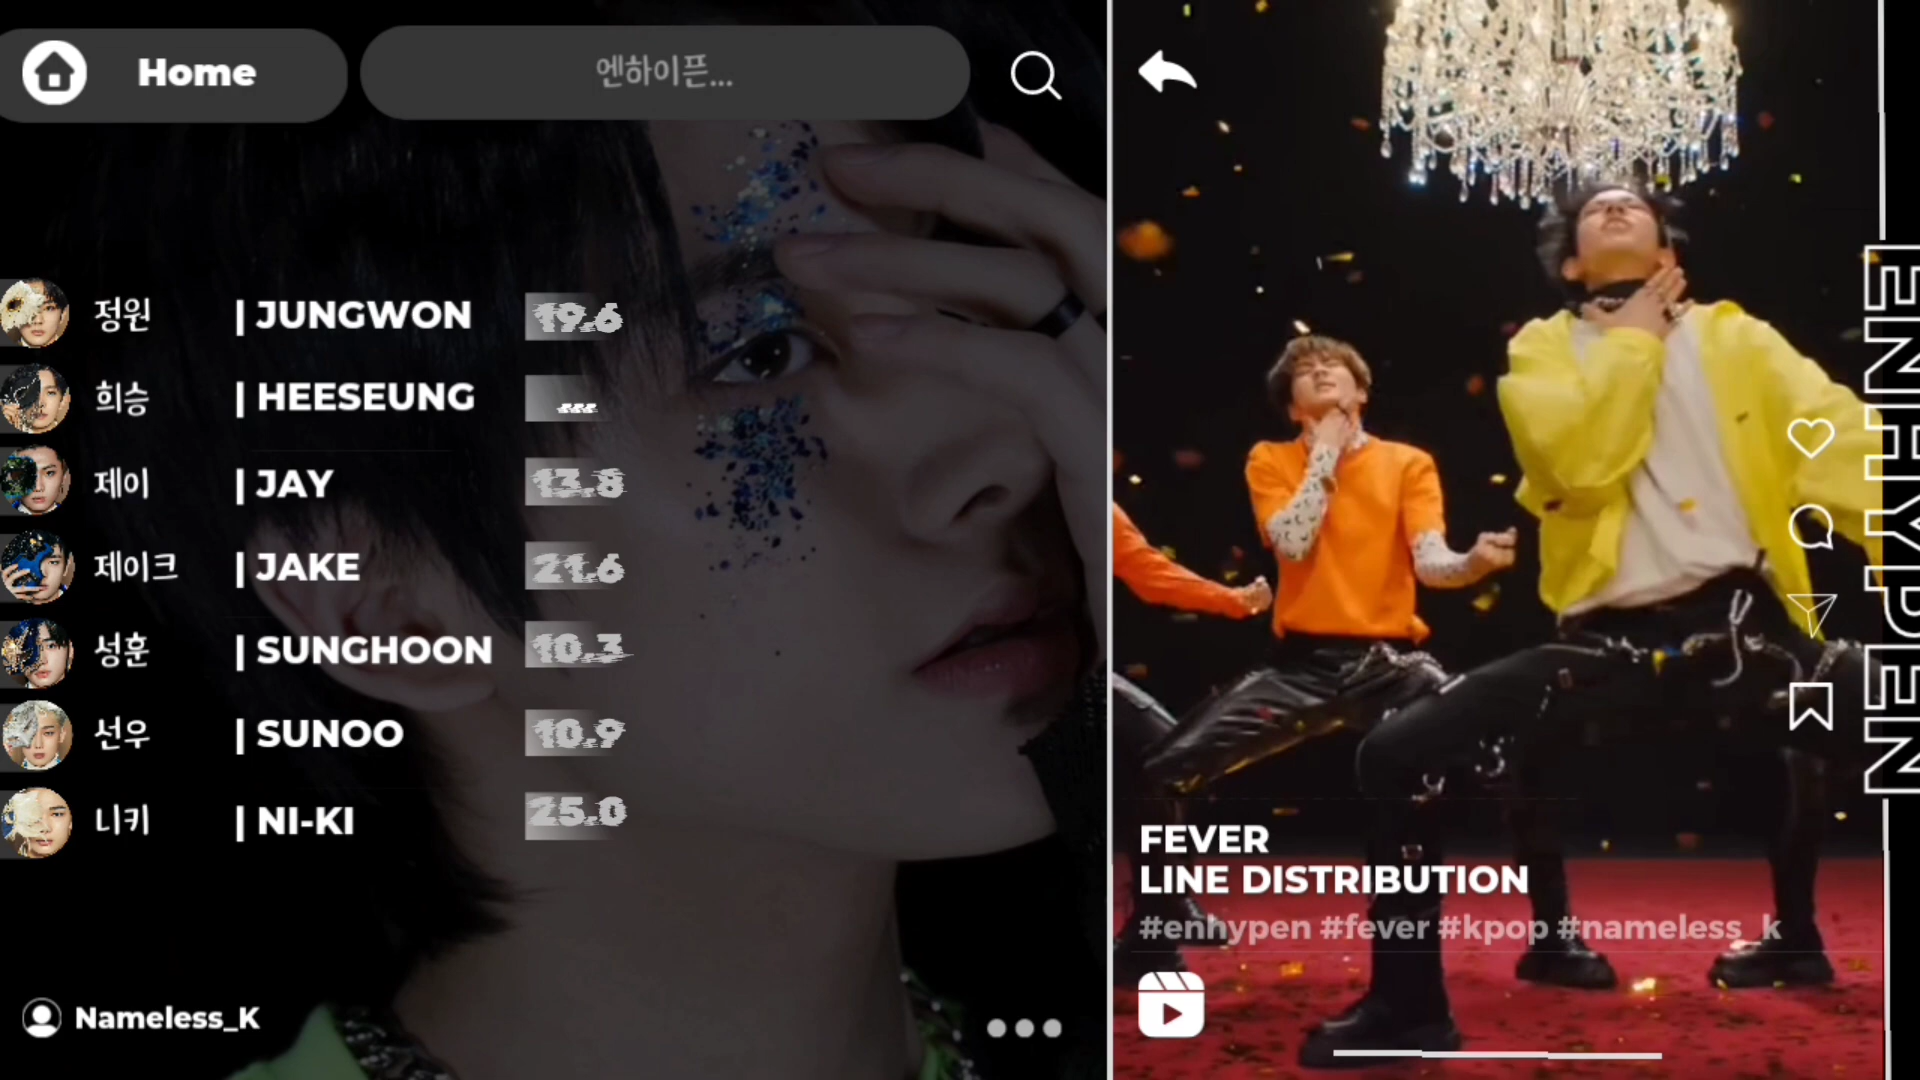 Home
엔하이픈...
정원 | JUNGWON 19.6
희승 | HEESEUNG ...
제이 | JAY 13.8
제이크 | JAKE 21.6
성훈 | SUNGHOON 10.3
선우 | SUNOO 10.9
니키 | NI-KI 25.0
Nameless_K
FEVER
LINE DISTRIBUTION
#enhypen #fever #kpop #nameless_k
ENHYPEN